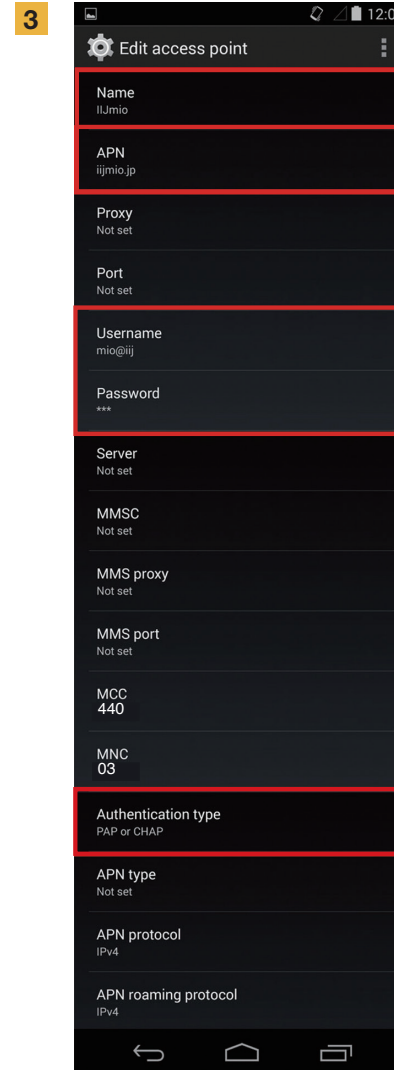 3
12:0
Edit access point
Name
IIJmio
APN
iijmio.jp
Proxy
Not set
Port
Not set
Username
mio@iij
Password
***
Server
Not set
MMSC
Not set
MMS proxy
Not set
MMS port
Not set
MCC
440
MNC
03
Authentication type
PAP or CHAP
APN type
Not set
APN protocol
IPv4
APN roaming protocol
IPv4